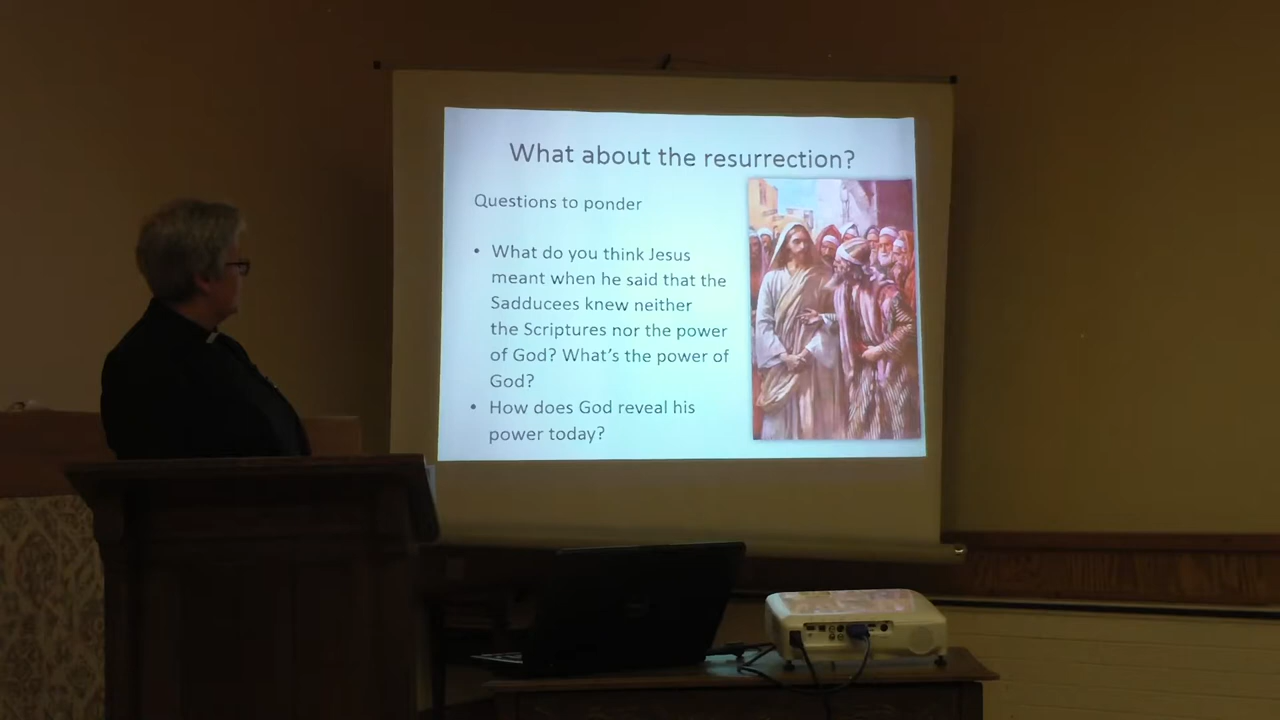 What about the resurrection?
Questions to ponder
• What do you think Jesus
meant when he said that the
Sadducees knew neither
the Scriptures nor the power
of God? What’s the power of
God?
• How does God reveal his
power today?